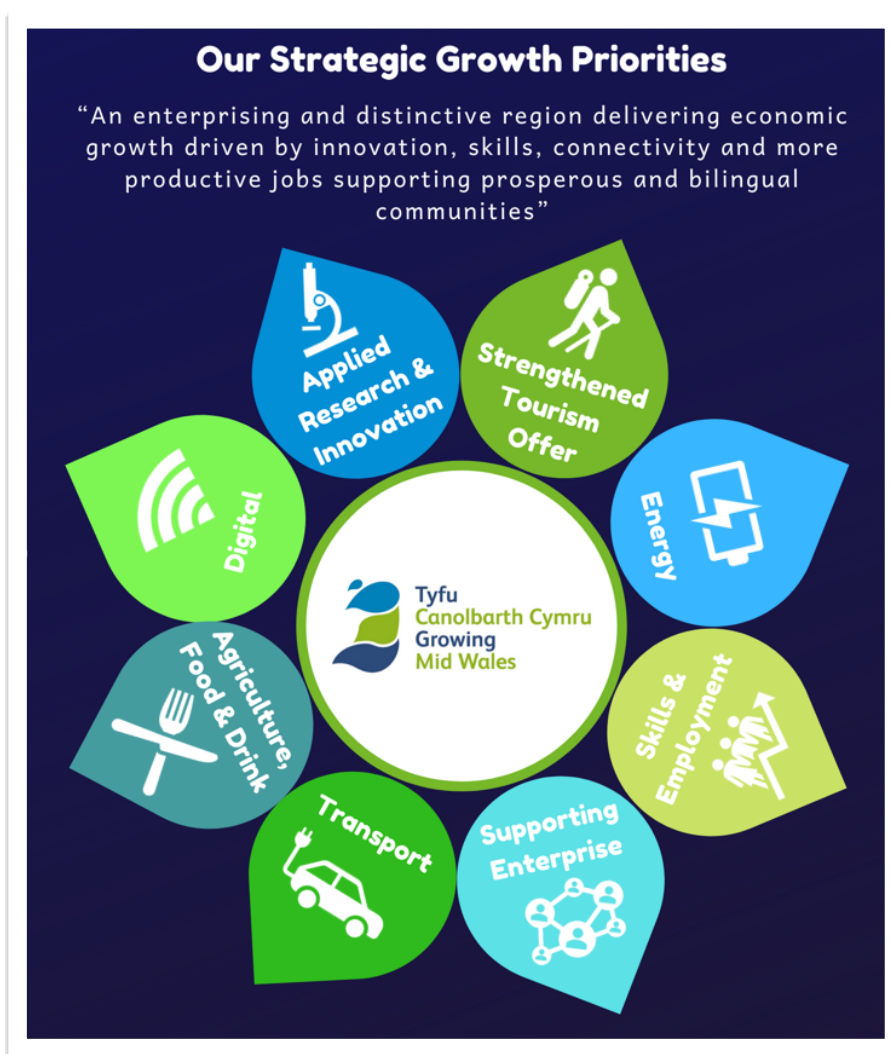 Our Strategic Growth Priorities
“An enterprising and distinctive region delivering economic
growth driven by innovation, skills, connectivity and more
productive jobs supporting prosperous and bilingual
communities”
Applied
Research &
Innovation
Strengthened
Tourism
Offer
Energy
Skills &
Employment
Supporting
Enterprise
Transport
Agriculture,
Food & Drink
Digital
Tyfu
Canolbarth Cymru
Growing
Mid Wales